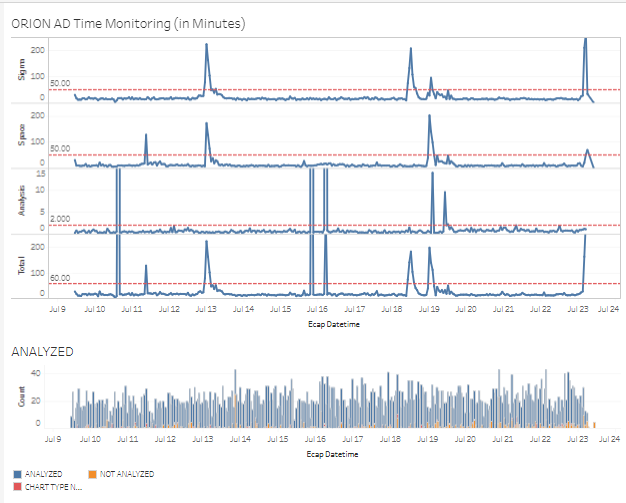 ORION AD Time Monitoring (in Minutes)
Sigma
200
100
50.00
0
Space
200
100
50.00
0
Analysis
15
10
5
2.000
0
Total
200
100
60.00
0
Jul 9 Jul 10 Jul 11 Jul 12 Jul 13 Jul 14 Jul 15 Jul 16 Jul 17 Jul 18 Jul 19 Jul 20 Jul 21 Jul 22 Jul 23 Jul 24
Ecap Datetime
ANALYZED
Count
40
20
0
Jul 9 Jul 10 Jul 11 Jul 12 Jul 13 Jul 14 Jul 15 Jul 16 Jul 17 Jul 18 Jul 19 Jul 20 Jul 21 Jul 22 Jul 23 Jul 24
Ecap Datetime
ANALYZED NOT ANALYZED
CHART TYPE N...